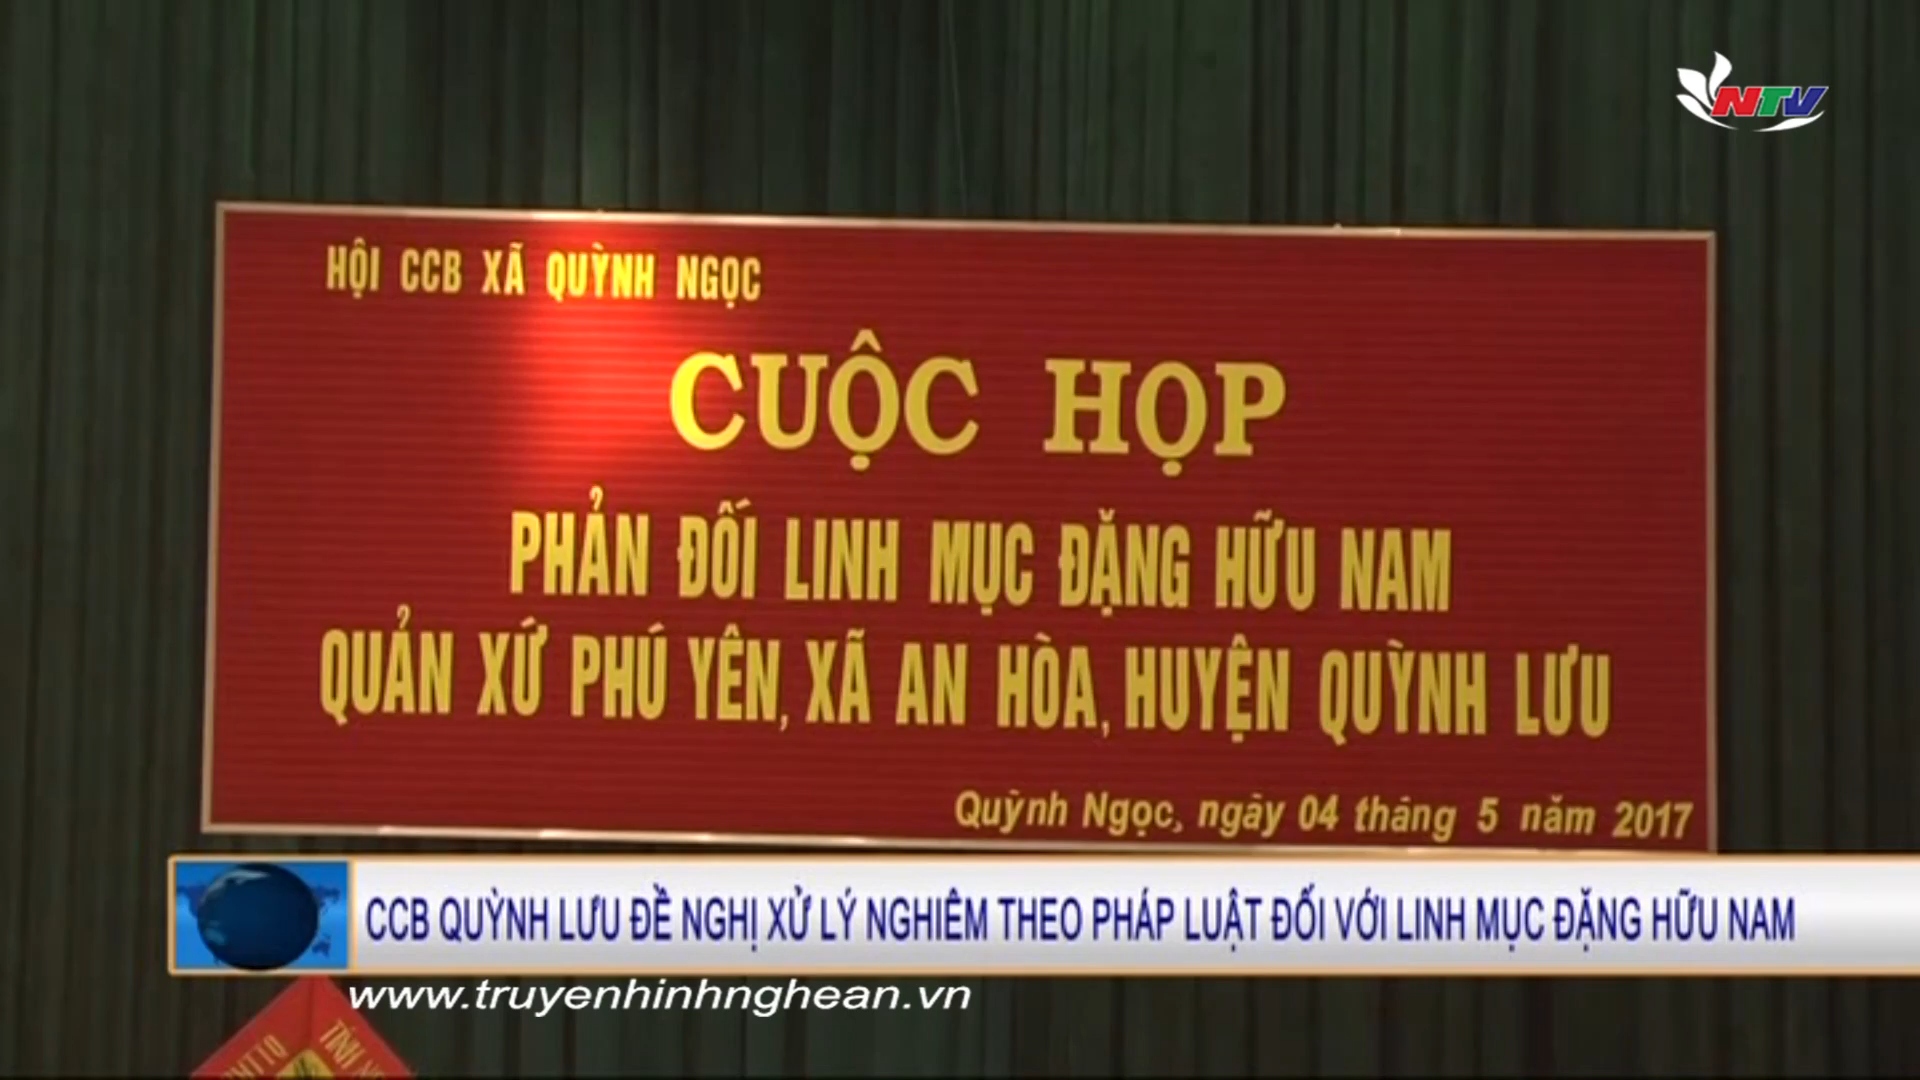 NTV
HỘI CCB XÃ QUỲNH NGỌC
CUỘC HỌP
PHẢN ĐỐI LINH MỤC ĐẶNG HỮU NAM
QUẢN XỨ PHÚ YÊN, XÃ AN HÒA, HUYỆN QUỲNH LƯU
Quỳnh Ngọc, ngày 04 tháng 5 năm 2017
CCB QUỲNH LƯU ĐỀ NGHỊ XỬ LÝ NGHIÊM THEO PHÁP LUẬT ĐỐI VỚI LINH MỤC ĐẶNG HỮU NAM
www.truyenhinhnghean.vn
TỈNH